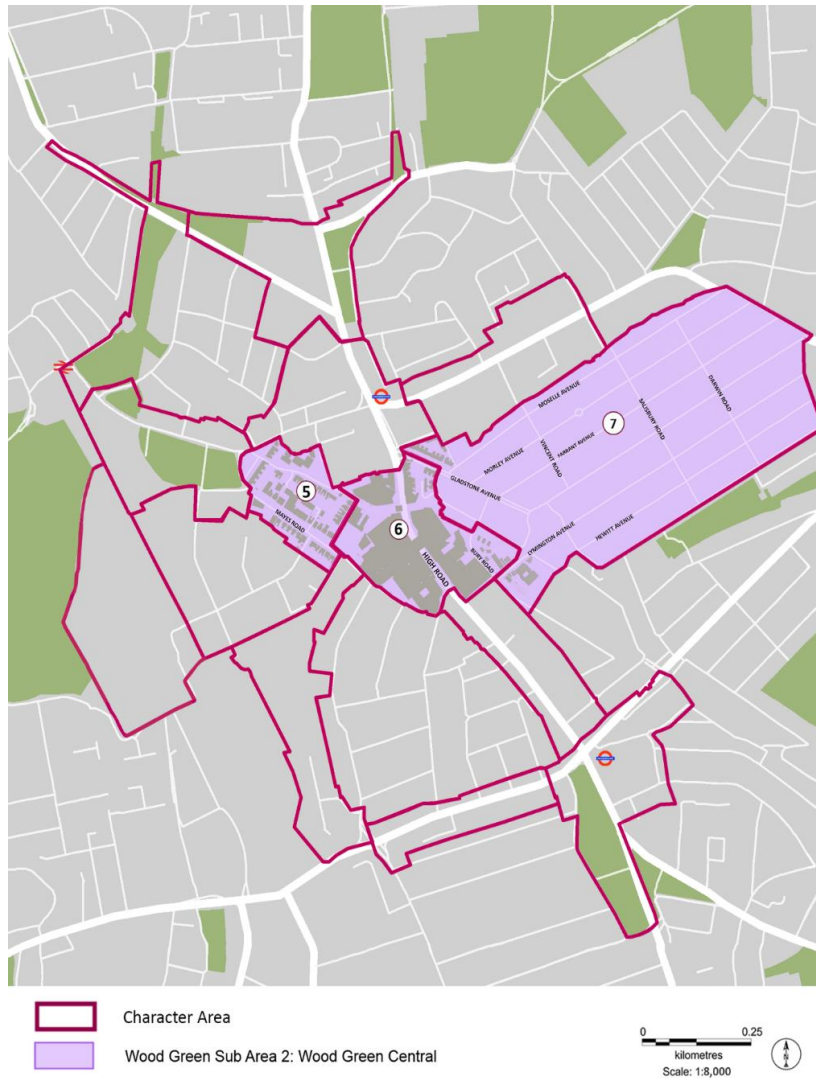 MOSELLE AVENUE
DARWIN ROAD
SALISBURY ROAD
7
FARRANT AVENUE
MORLEY AVENUE
VINCENT ROAD
GLADSTONE AVENUE
5
MAYES ROAD
6
HIGH ROAD
BURY ROAD
LYMINGTON AVENUE
HEWITT AVENUE
Character Area
Wood Green Sub Area 2: Wood Green Central
0 0.25
kilometres
Scale: 1:8,000
N